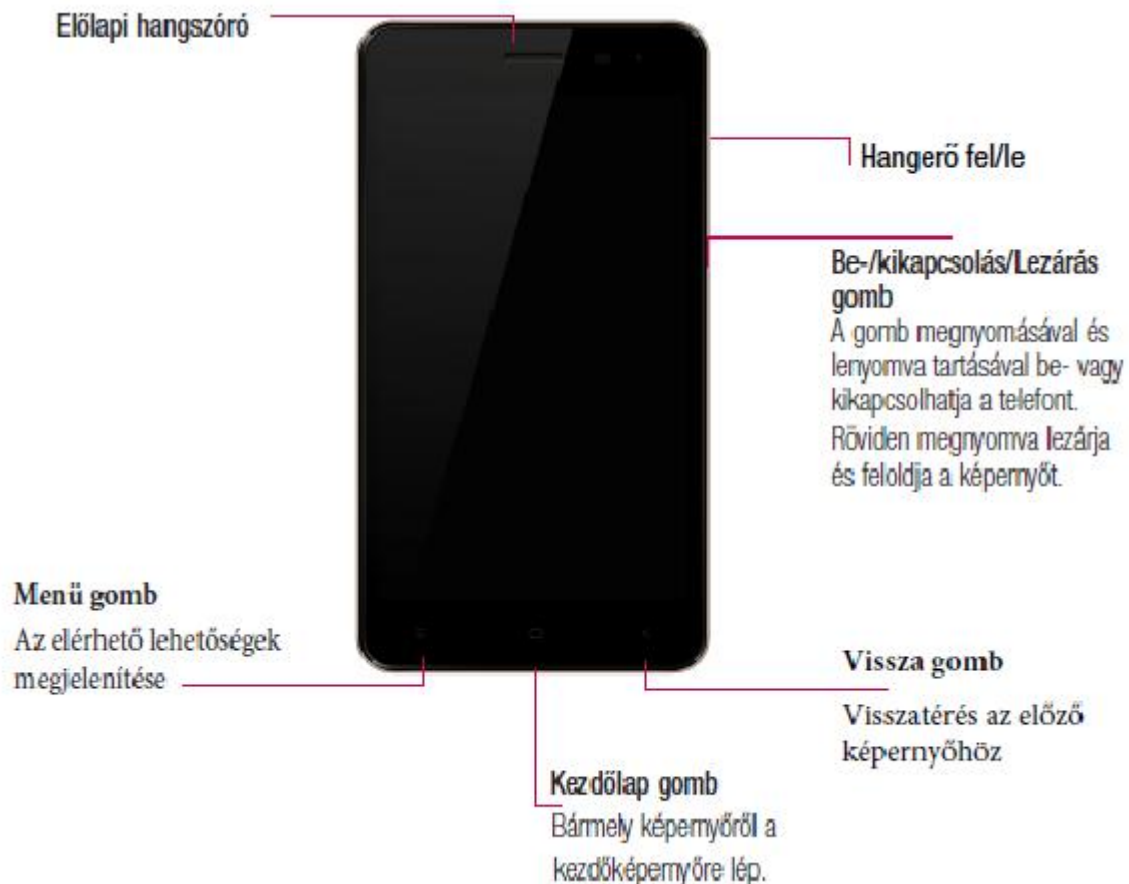 Előlapi hangszóró
Hangerő fel/le
Be-/kikapcsolás/Lezárás
gomb
A gomb megnyomásával és
lenyomva tartásával be- vagy
kikapcsolhatja a telefont.
Röviden megnyomva lezárja
és feloldja a képernyőt.
Menü gomb
Az elérhető lehetőségek
megjelenítése
Vissza gomb
Visszatérés az előző
képernyőhöz
Kezdőlap gomb
Bármely képernyőről a
kezdőképernyőre lép.